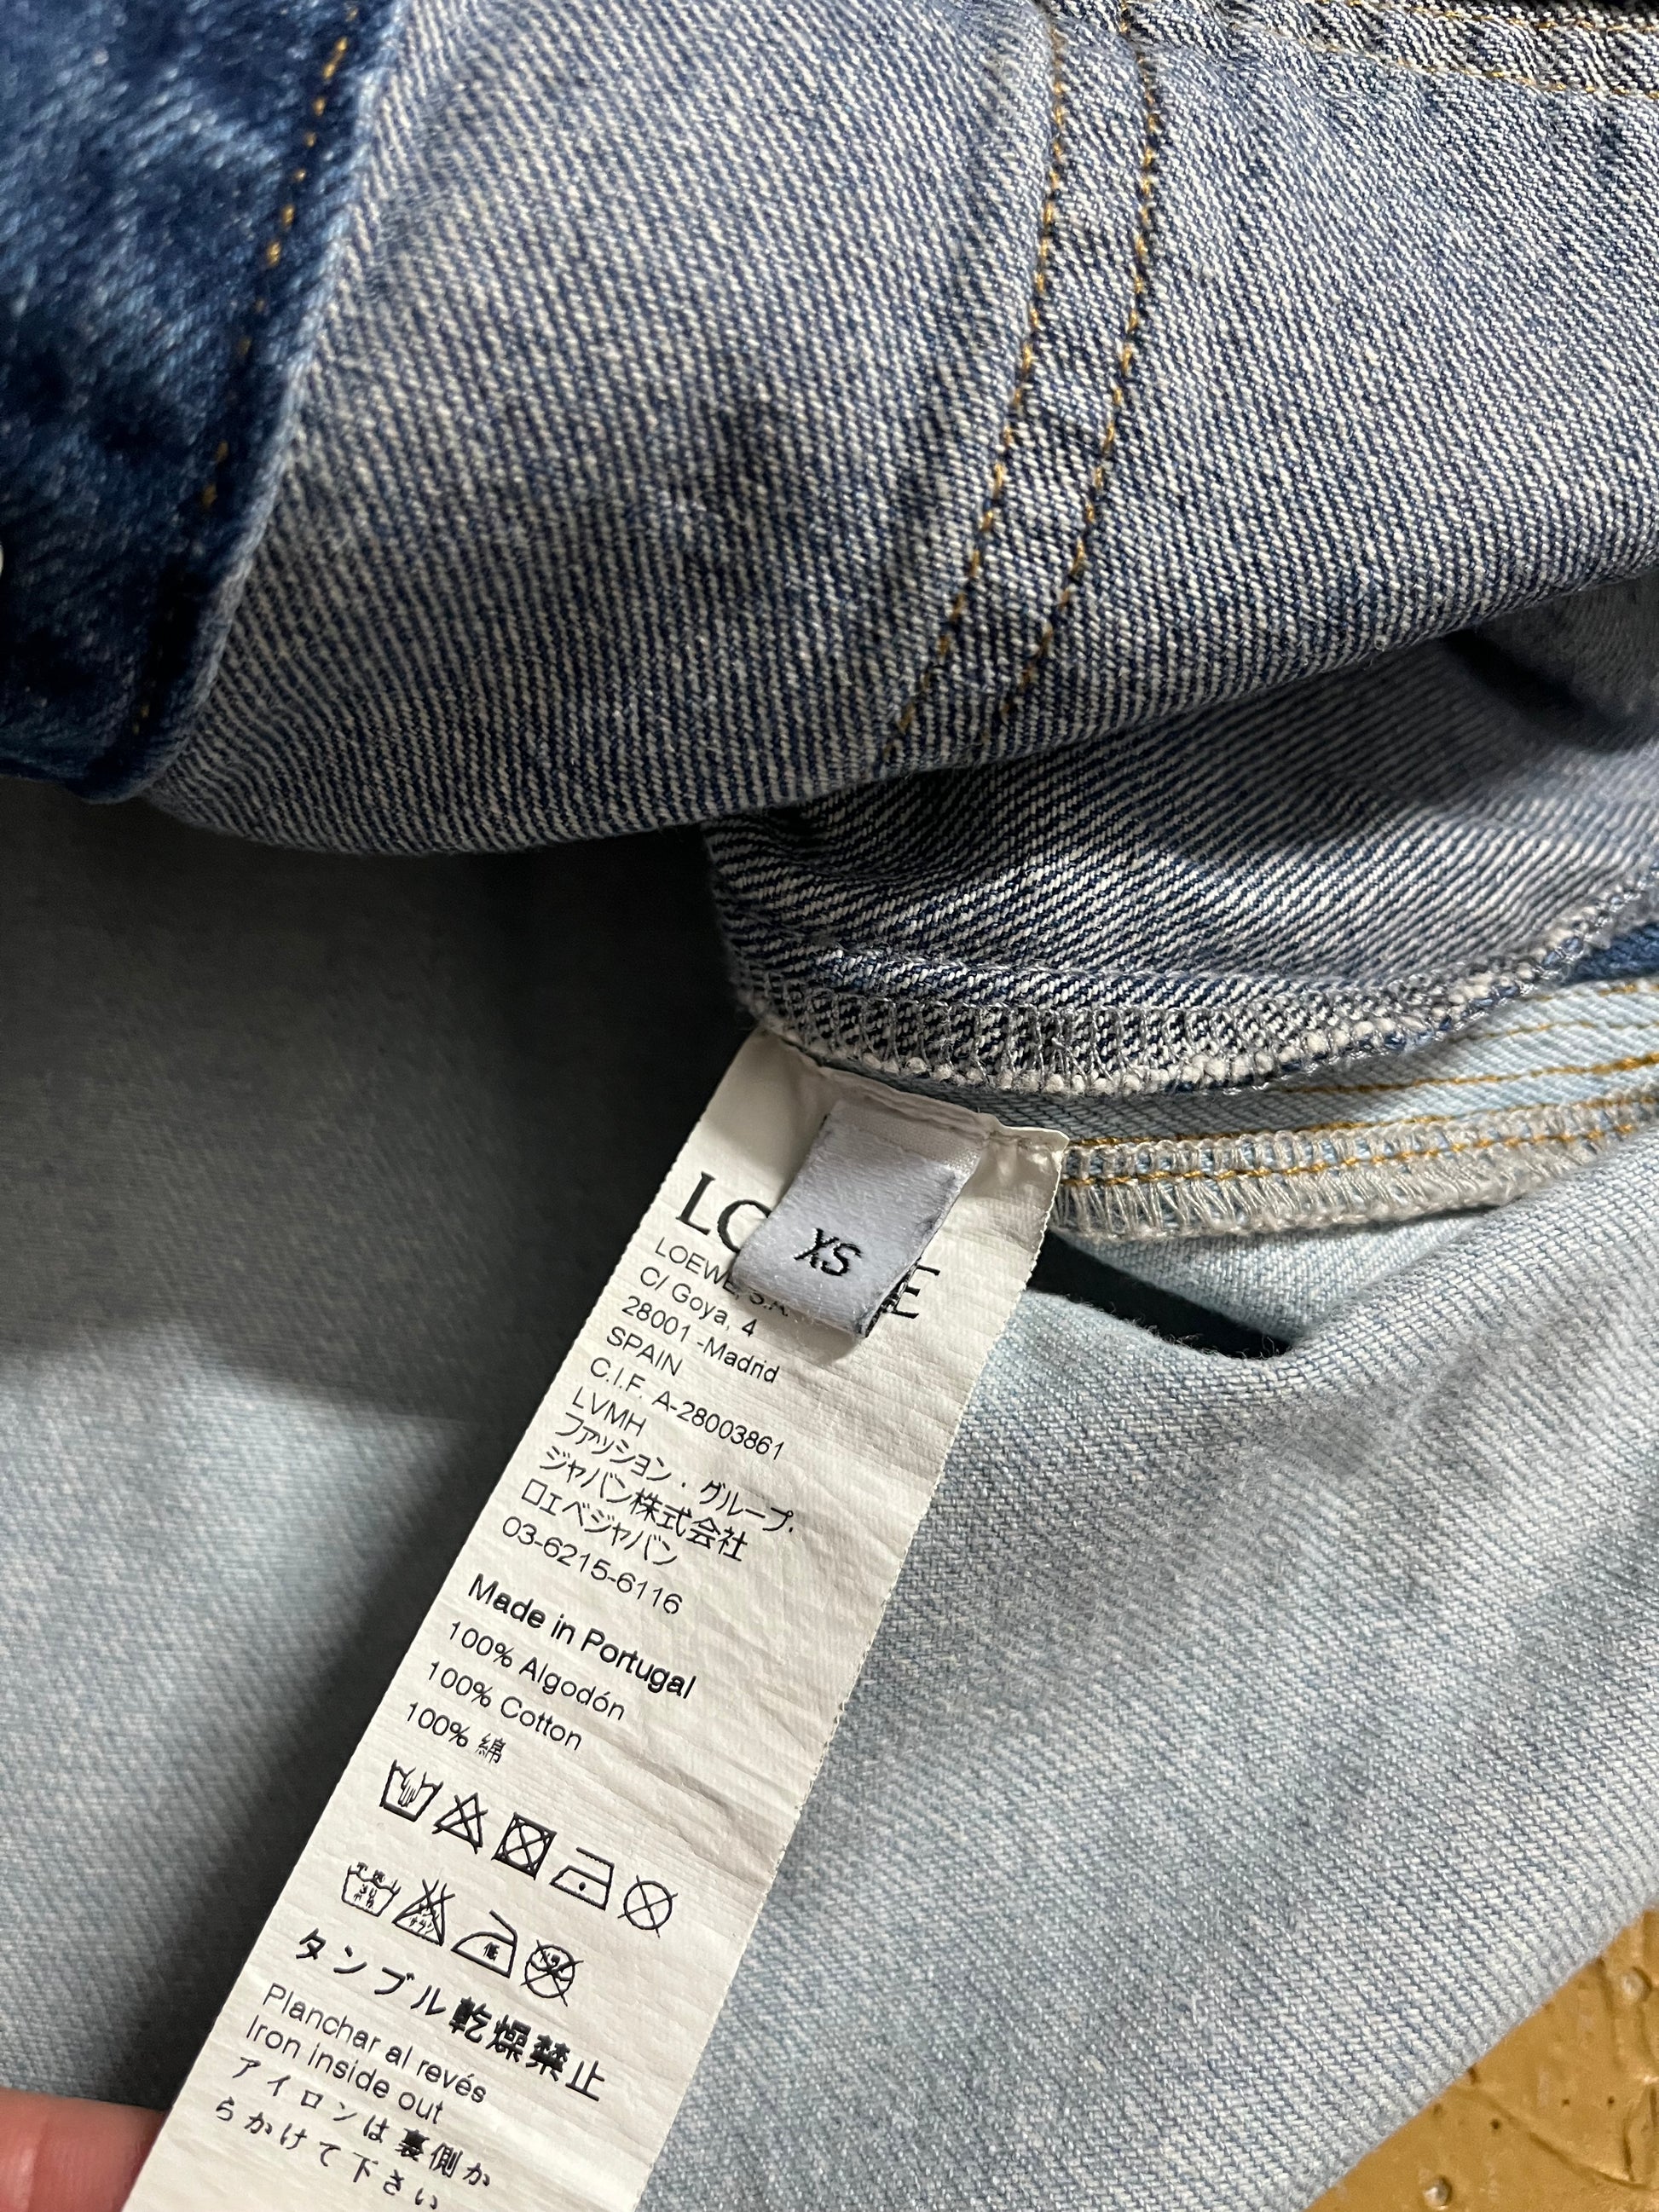 XS
LOEWE, S.A.
C/ Goya, 4
28001 -Madrid
SPAIN
C.I.F. A-28003861
LVMH
ファッション・グループ.
ジャパン株式会社
ロエベジャパン
03-6215-6116
Made in Portugal
100% Algodón
100% Cotton
100% 綿
低
タンブル乾燥禁止
Planchar al revés
Iron inside out
アイロンは裏側か
らかけて下さい